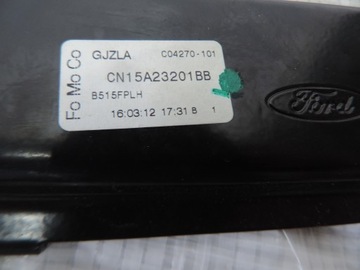 Fo Mo Co
GJZLA C04270-101
CN15A23201BB
B515FPLH
16:03:12 17:31 B 1
Ford